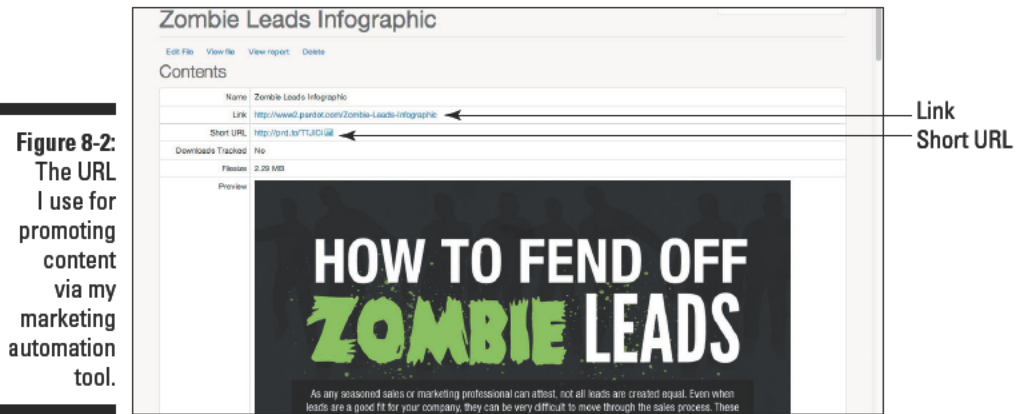 Zombie Leads Infographic
Edit File View file View report Delete
Contents
Name Zombie Leads Infographic
Link http://www2.pardot.com/Zombie-Leads-Infographic
Short URL
Downloads Tracked No
Filesize 2.29 MB
Preview
HOW TO FEND OFF
ZOMBIE LEADS
As any seasoned sales or marketing professional can attest, not all leads are created equal. Even when
leads are a good fit for your company, they can be very difficult to move through the sales process. These
Link
Short URL
Figure 8-2:
The URL
I use for
promoting
content
via my
marketing
automation
tool.